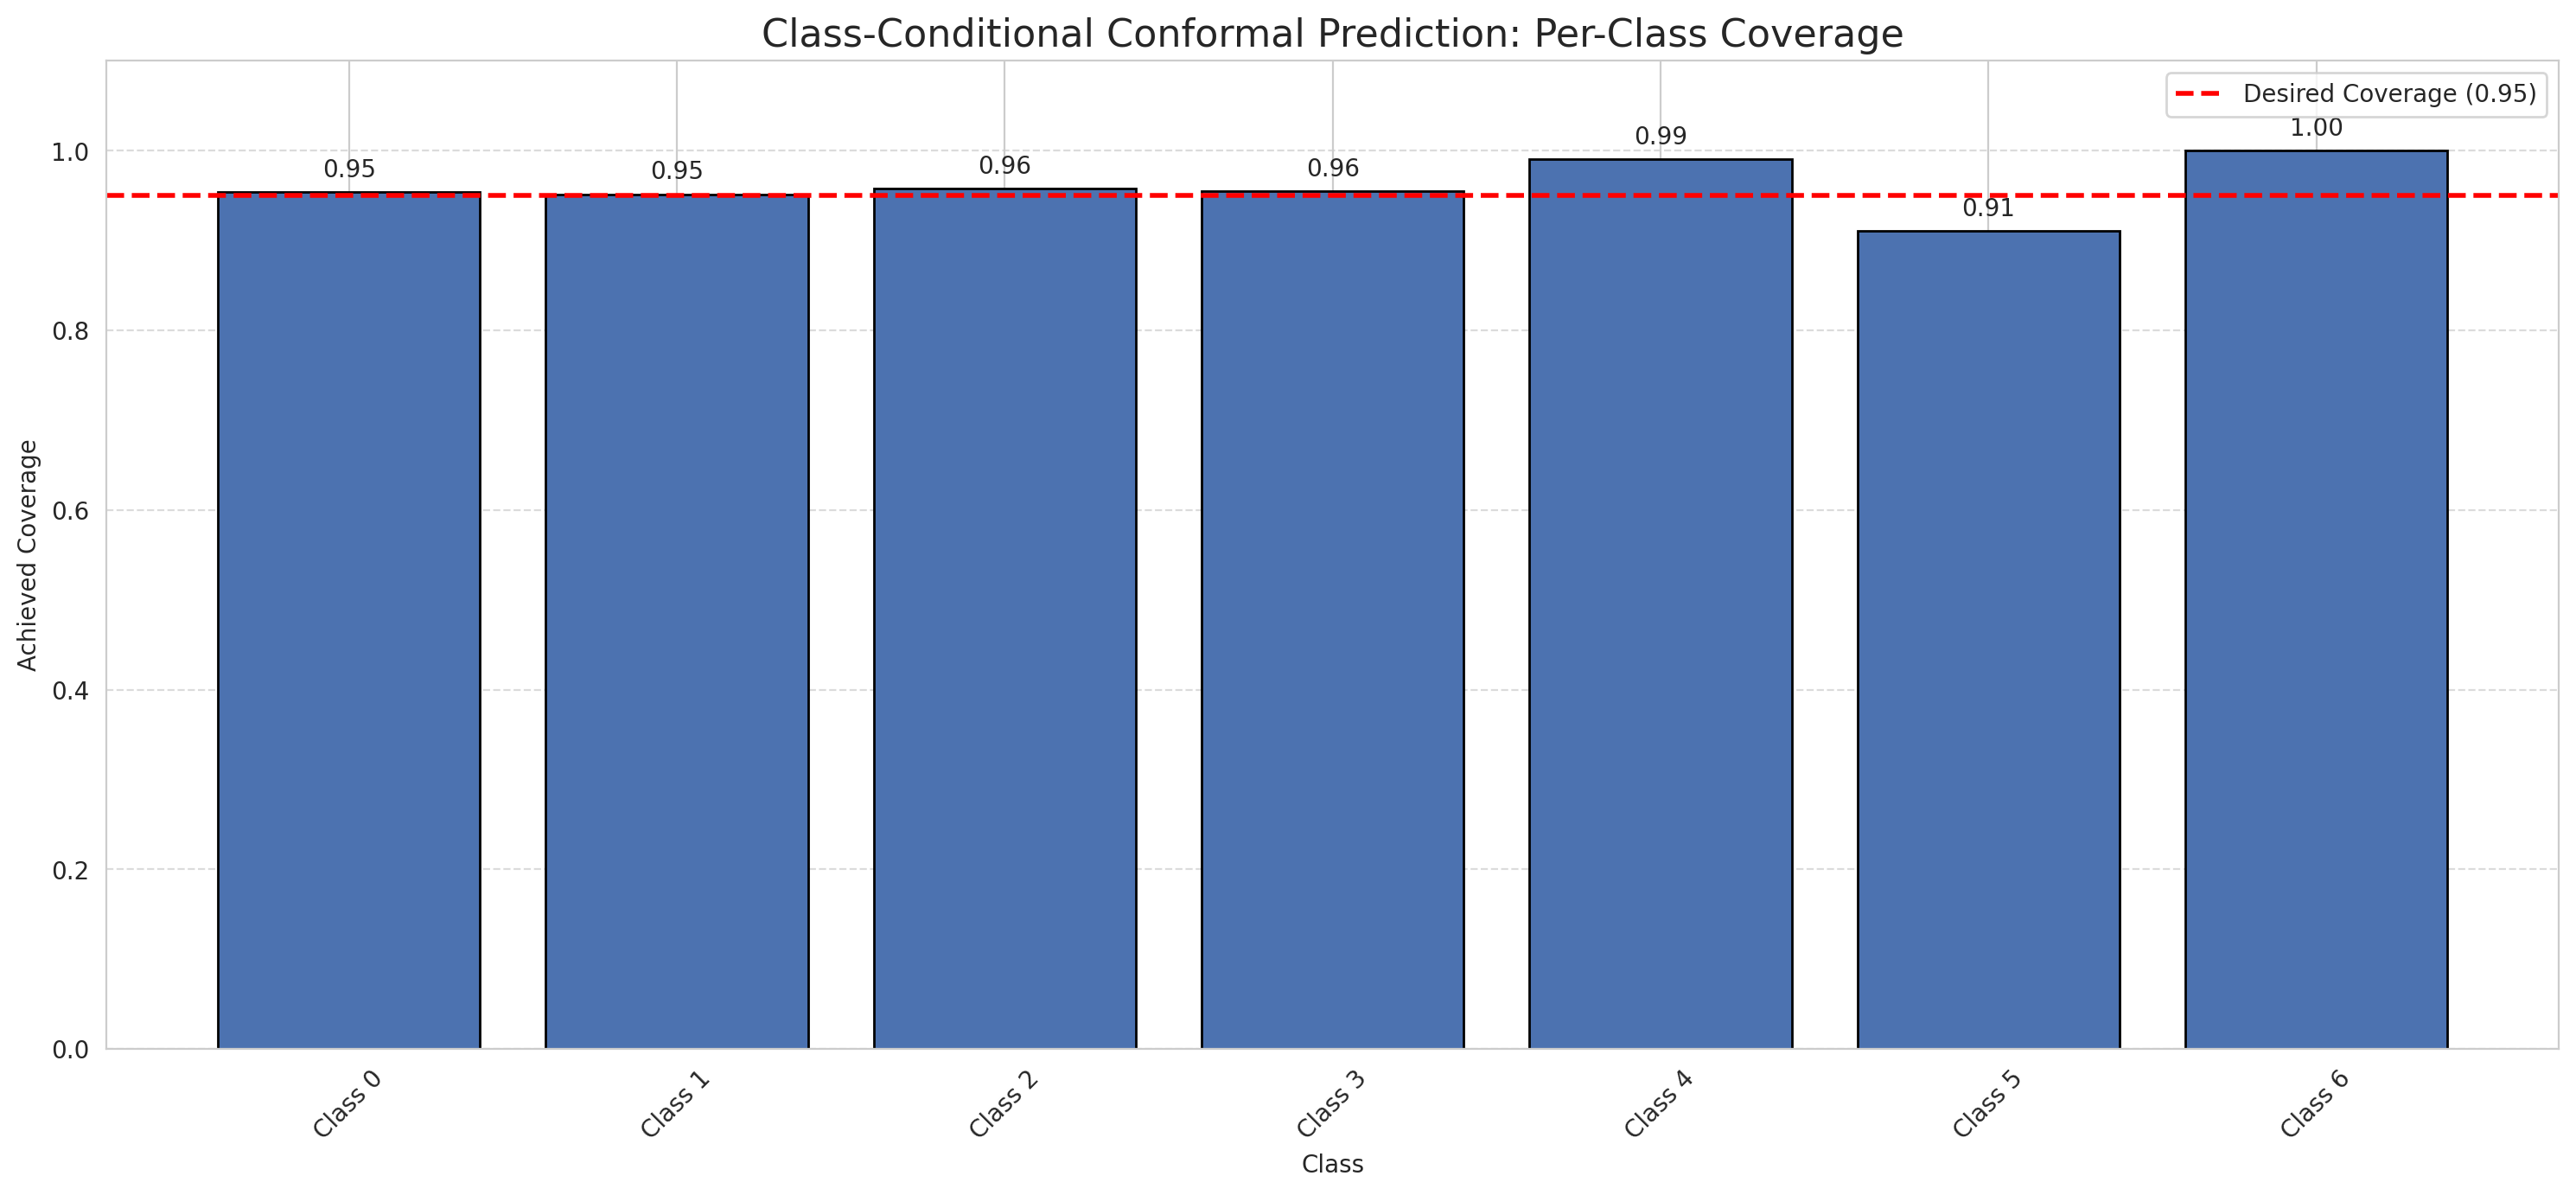 Class-Conditional Conformal Prediction: Per-Class Coverage
Desired Coverage (0.95)
Achieved Coverage
1.0
0.8
0.6
0.4
0.2
0.0
0.95
0.95
0.96
0.96
0.99
0.91
1.00
Class 0
Class 1
Class 2
Class 3
Class 4
Class 5
Class 6
Class